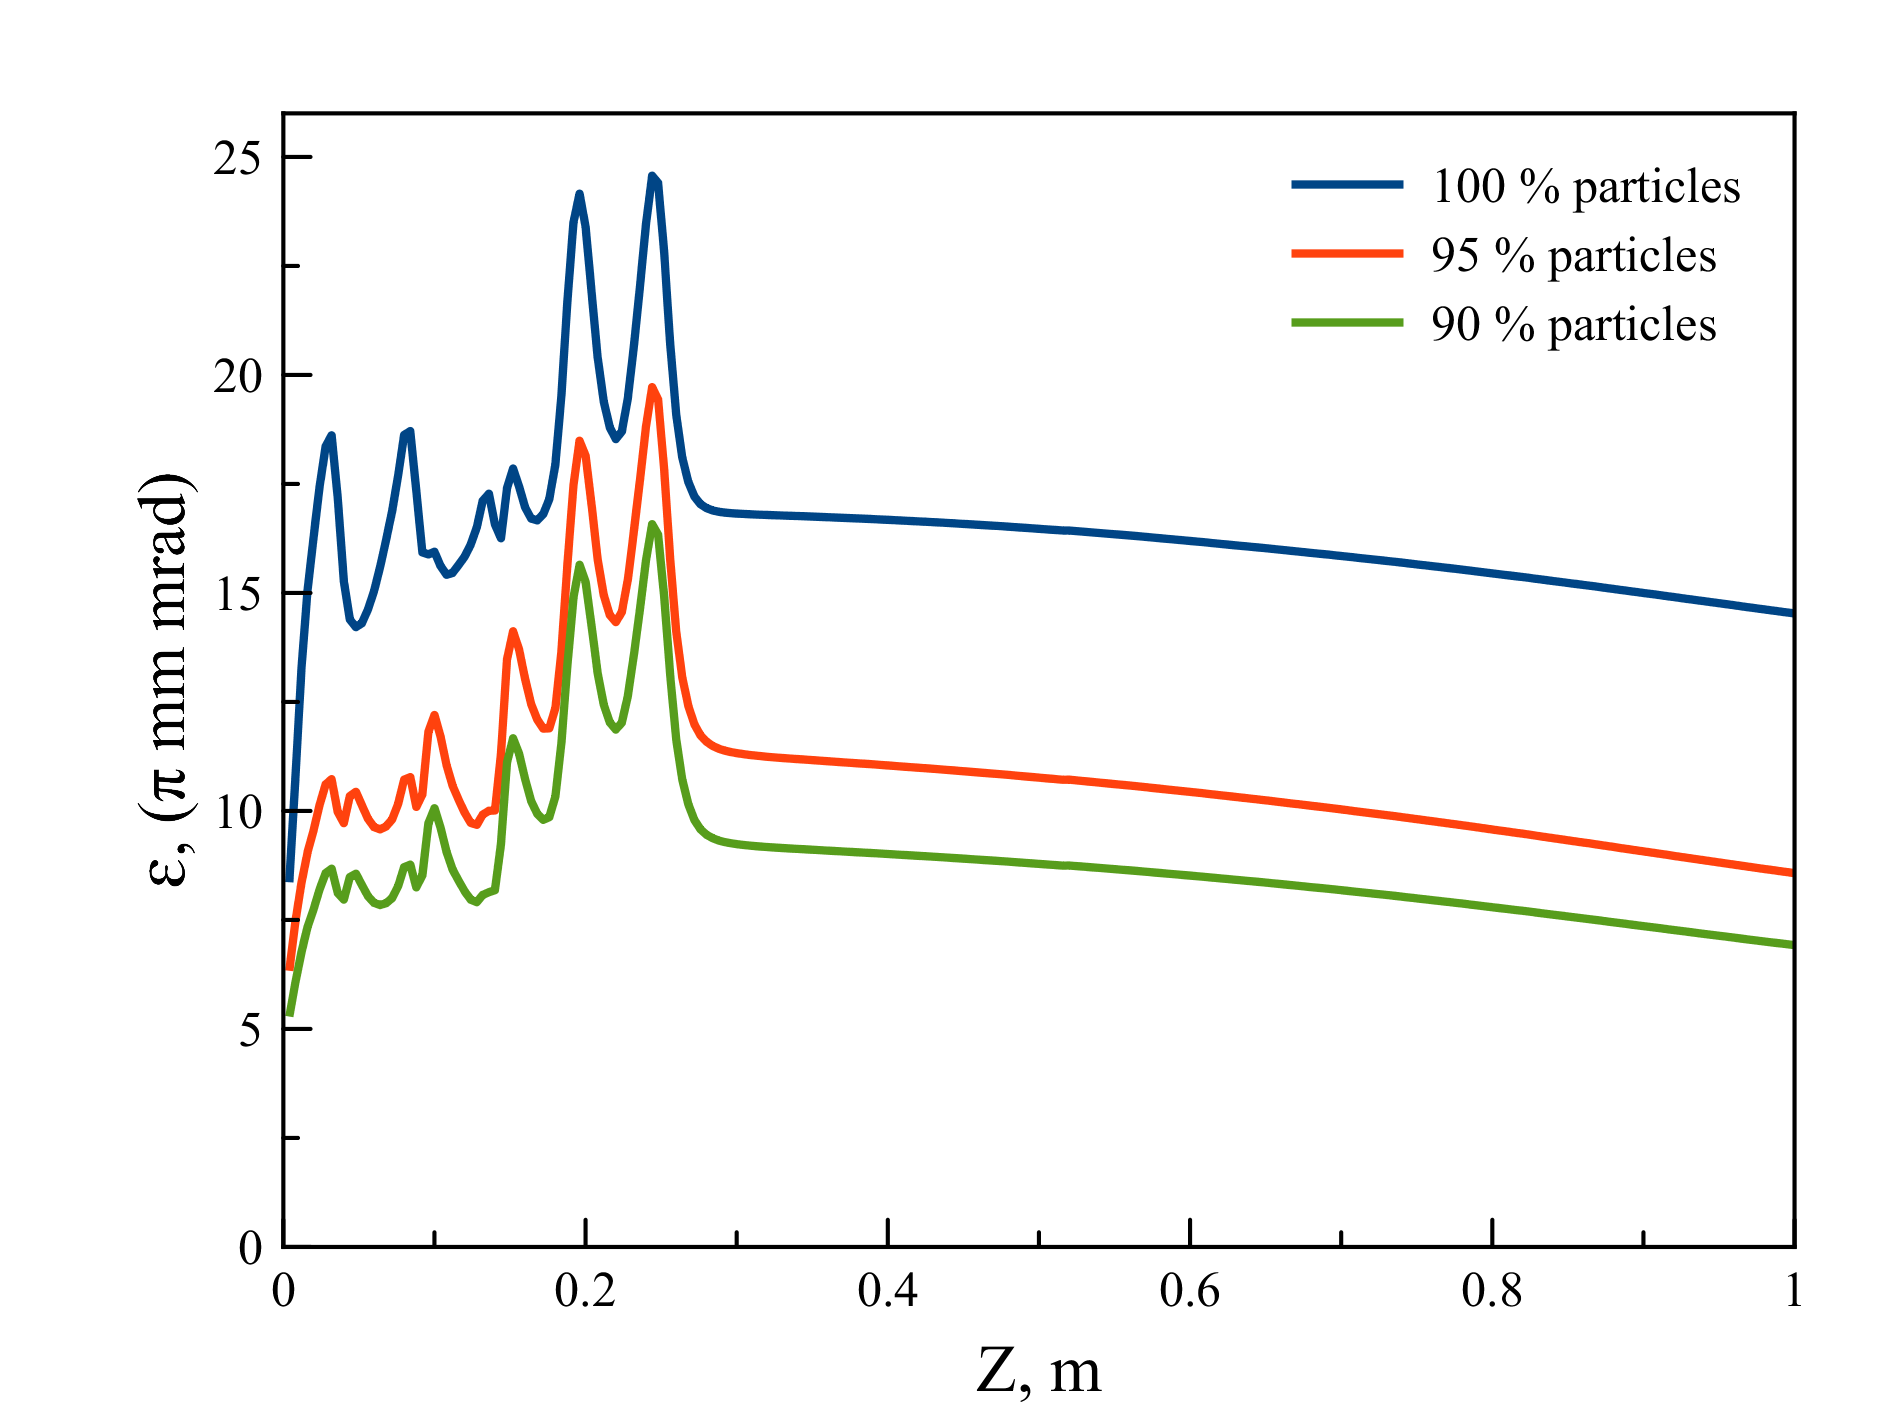 ε, (π mm mrad)
25
20
15
10
5
0
0 0.2 0.4 0.6 0.8 1
Z, m
100 % particles
95 % particles
90 % particles